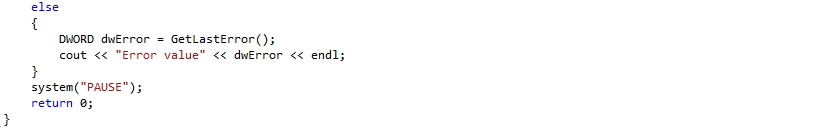 else
{
DWORD dwError = GetLastError();
cout << "Error value" << dwError << endl;
}
system("PAUSE");
return 0;
}